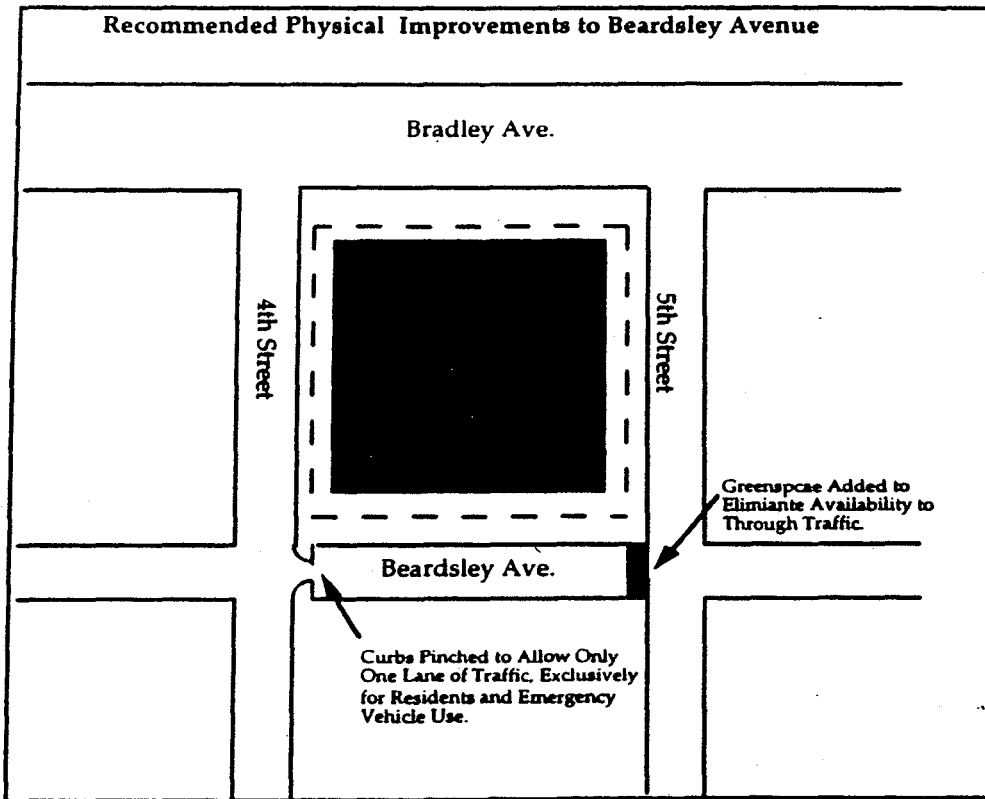 Recommended Physical Improvements to Beardsley Avenue
Bradley Ave.
4th Street
5th Street
Greenspcae Added to
Elimiante Availability to
Through Traffic.
Beardsley Ave.
Curbs Pinched to Allow Only
One Lane of Traffic, Exclusively
for Residents and Emergency
Vehicle Use.